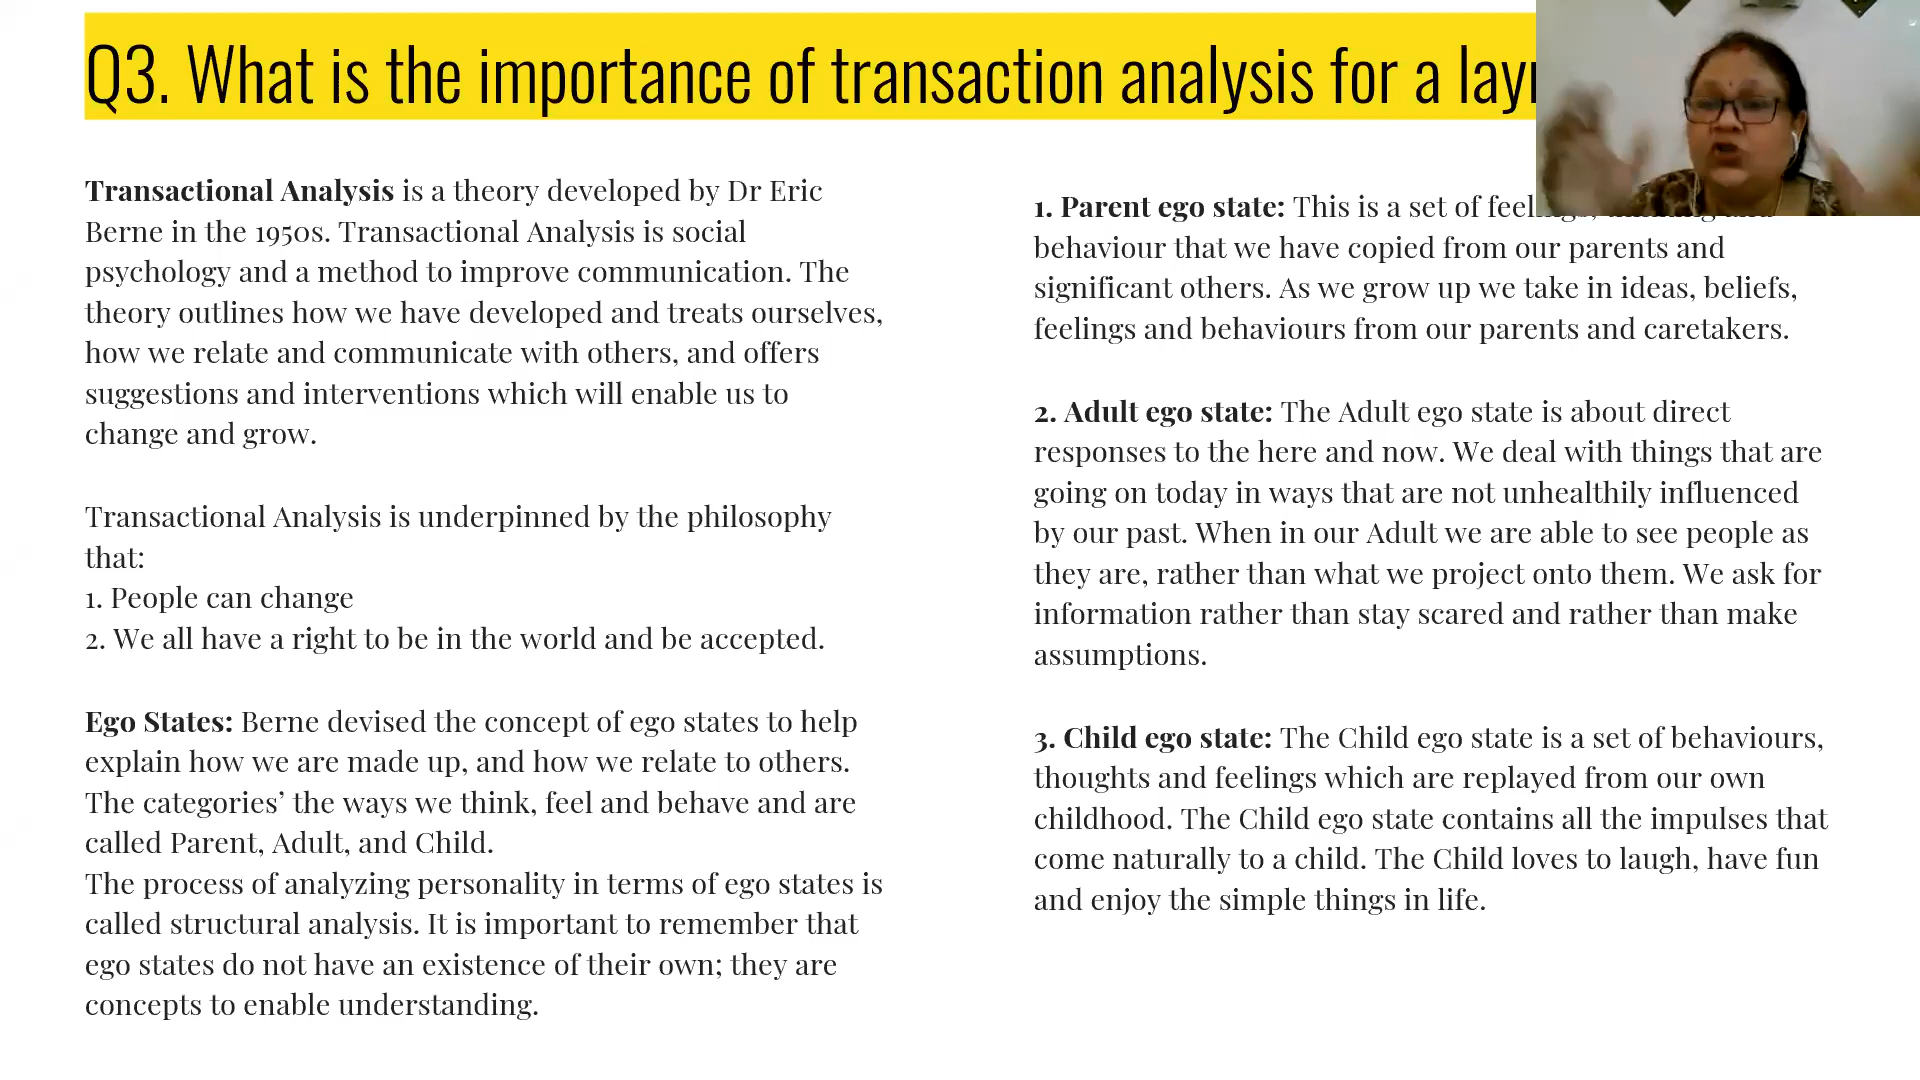 Q3. What is the importance of transaction analysis for a
Transactional Analysis is a theory developed by Dr Eric
Berne in the 1950s. Transactional Analysis is social
psychology and a method to improve communication. The
theory outlines how we have developed and treats ourselves,
how we relate and communicate with others, and offers
suggestions and interventions which will enable us to
change and grow.
Transactional Analysis is underpinned by the philosophy
that:
1. People can change
2. We all have a right to be in the world and be accepted.
Ego States: Berne devised the concept of ego states to help
explain how we are made up, and how we relate to others.
The categories’ the ways we think, feel and behave and are
called Parent, Adult, and Child.
The process of analyzing personality in terms of ego states is
called structural analysis. It is important to remember that
ego states do not have an existence of their own; they are
concepts to enable understanding.
1. Parent ego state: This is a set of
behaviour that we have copied from our parents and
significant others. As we grow up we take in ideas, beliefs,
feelings and behaviours from our parents and caretakers.
2. Adult ego state: The Adult ego state is about direct
responses to the here and now. We deal with things that are
going on today in ways that are not unhealthily influenced
by our past. When in our Adult we are able to see people as
they are, rather than what we project onto them. We ask for
information rather than stay scared and rather than make
assumptions.
3. Child ego state: The Child ego state is a set of behaviours,
thoughts and feelings which are replayed from our own
childhood. The Child ego state contains all the impulses that
come naturally to a child. The Child loves to laugh, have fun
and enjoy the simple things in life.